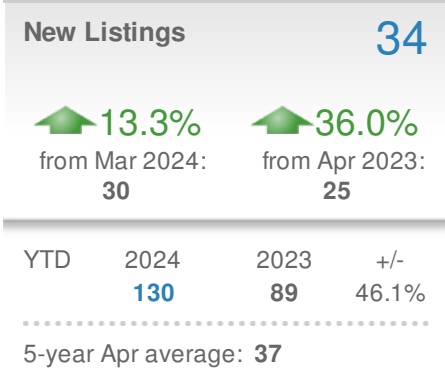 New Listings 34
13.3% 36.0%
from Mar 2024: from Apr 2023:
30 25
YTD 2024 2023 +/-
130 89 46.1%
5-year Apr average: 37